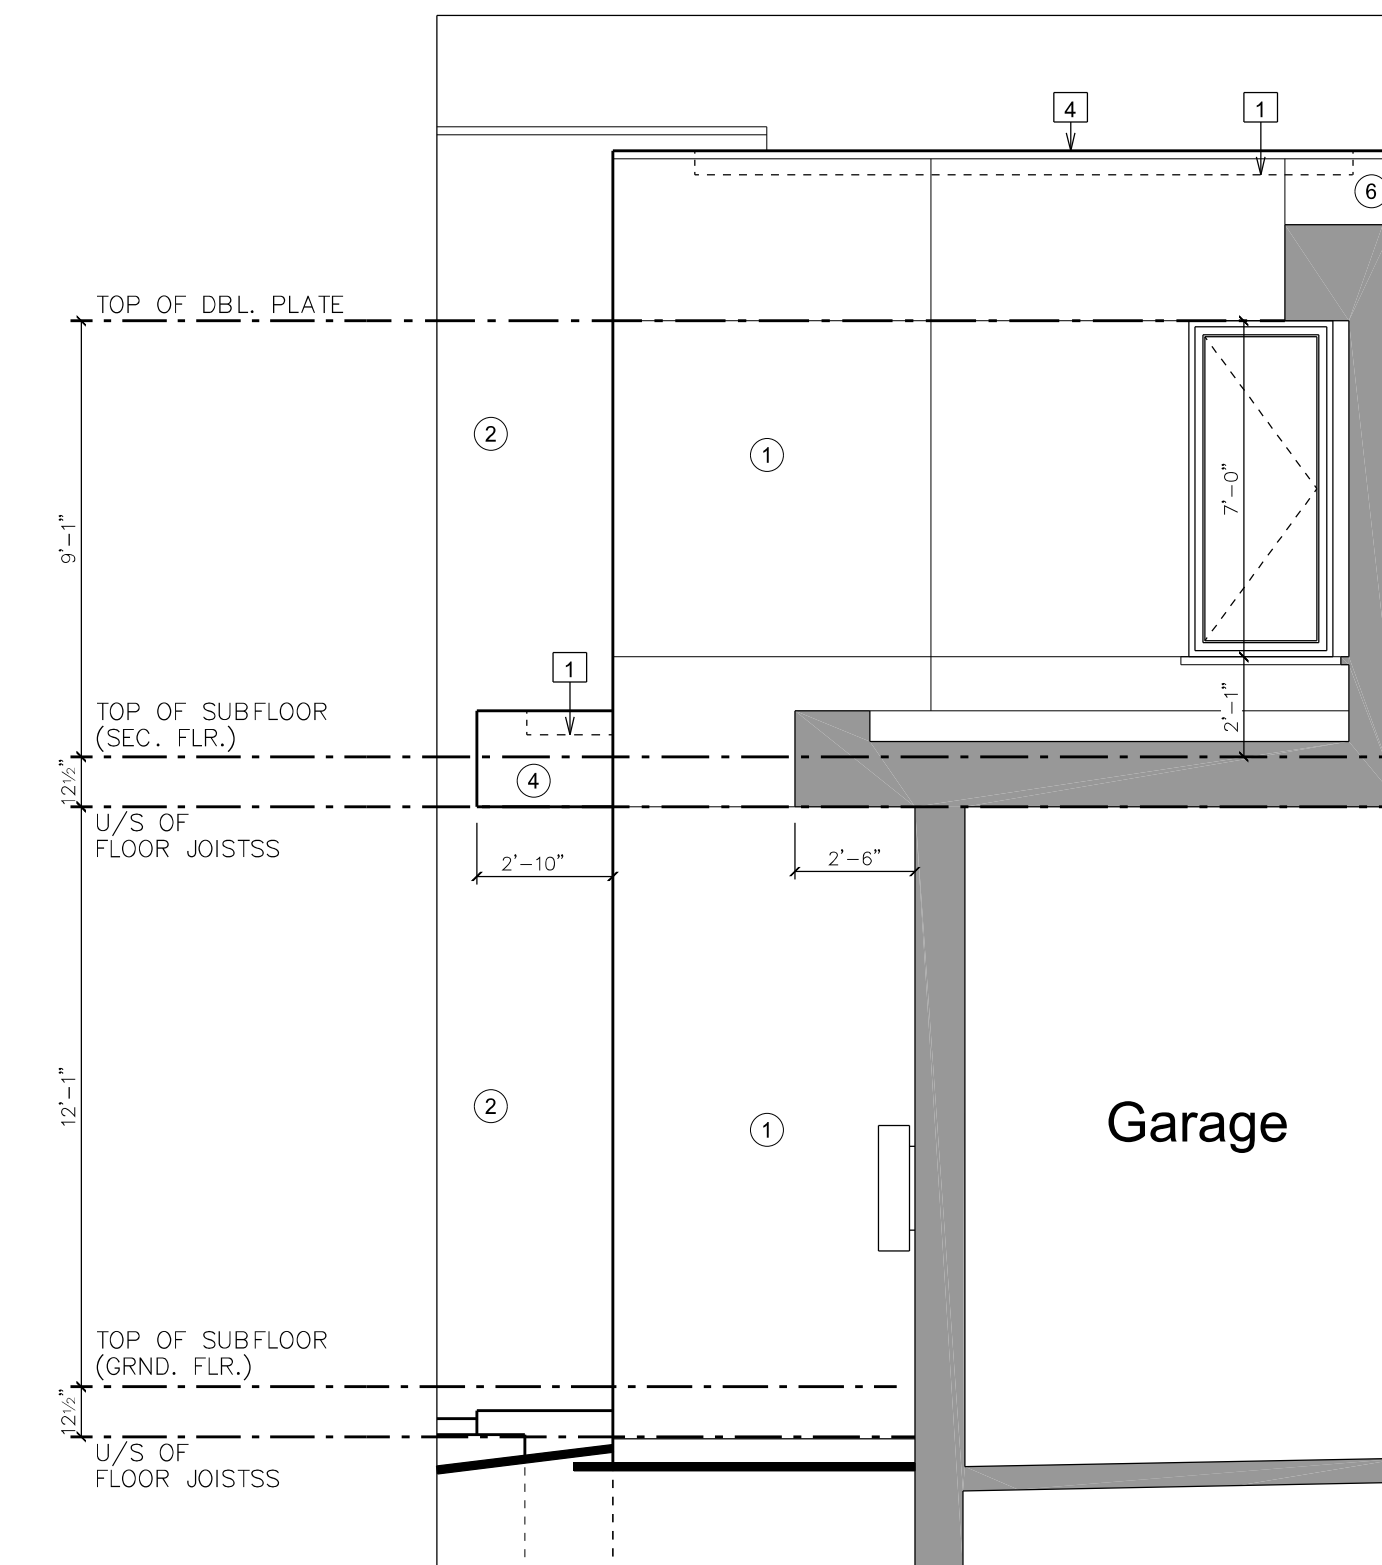 4
1
6
TOP OF DBL. PLATE
2
1
7'-0"
9'-1"
1
TOP OF SUBFLOOR
(SEC. FLR.)
2'-1"
4
12½"
U/S OF
FLOOR JOISTSS
2'-10"
2'-6"
12'-1"
2
1
Garage
TOP OF SUBFLOOR
(GRND. FLR.)
12½"
U/S OF
FLOOR JOISTSS